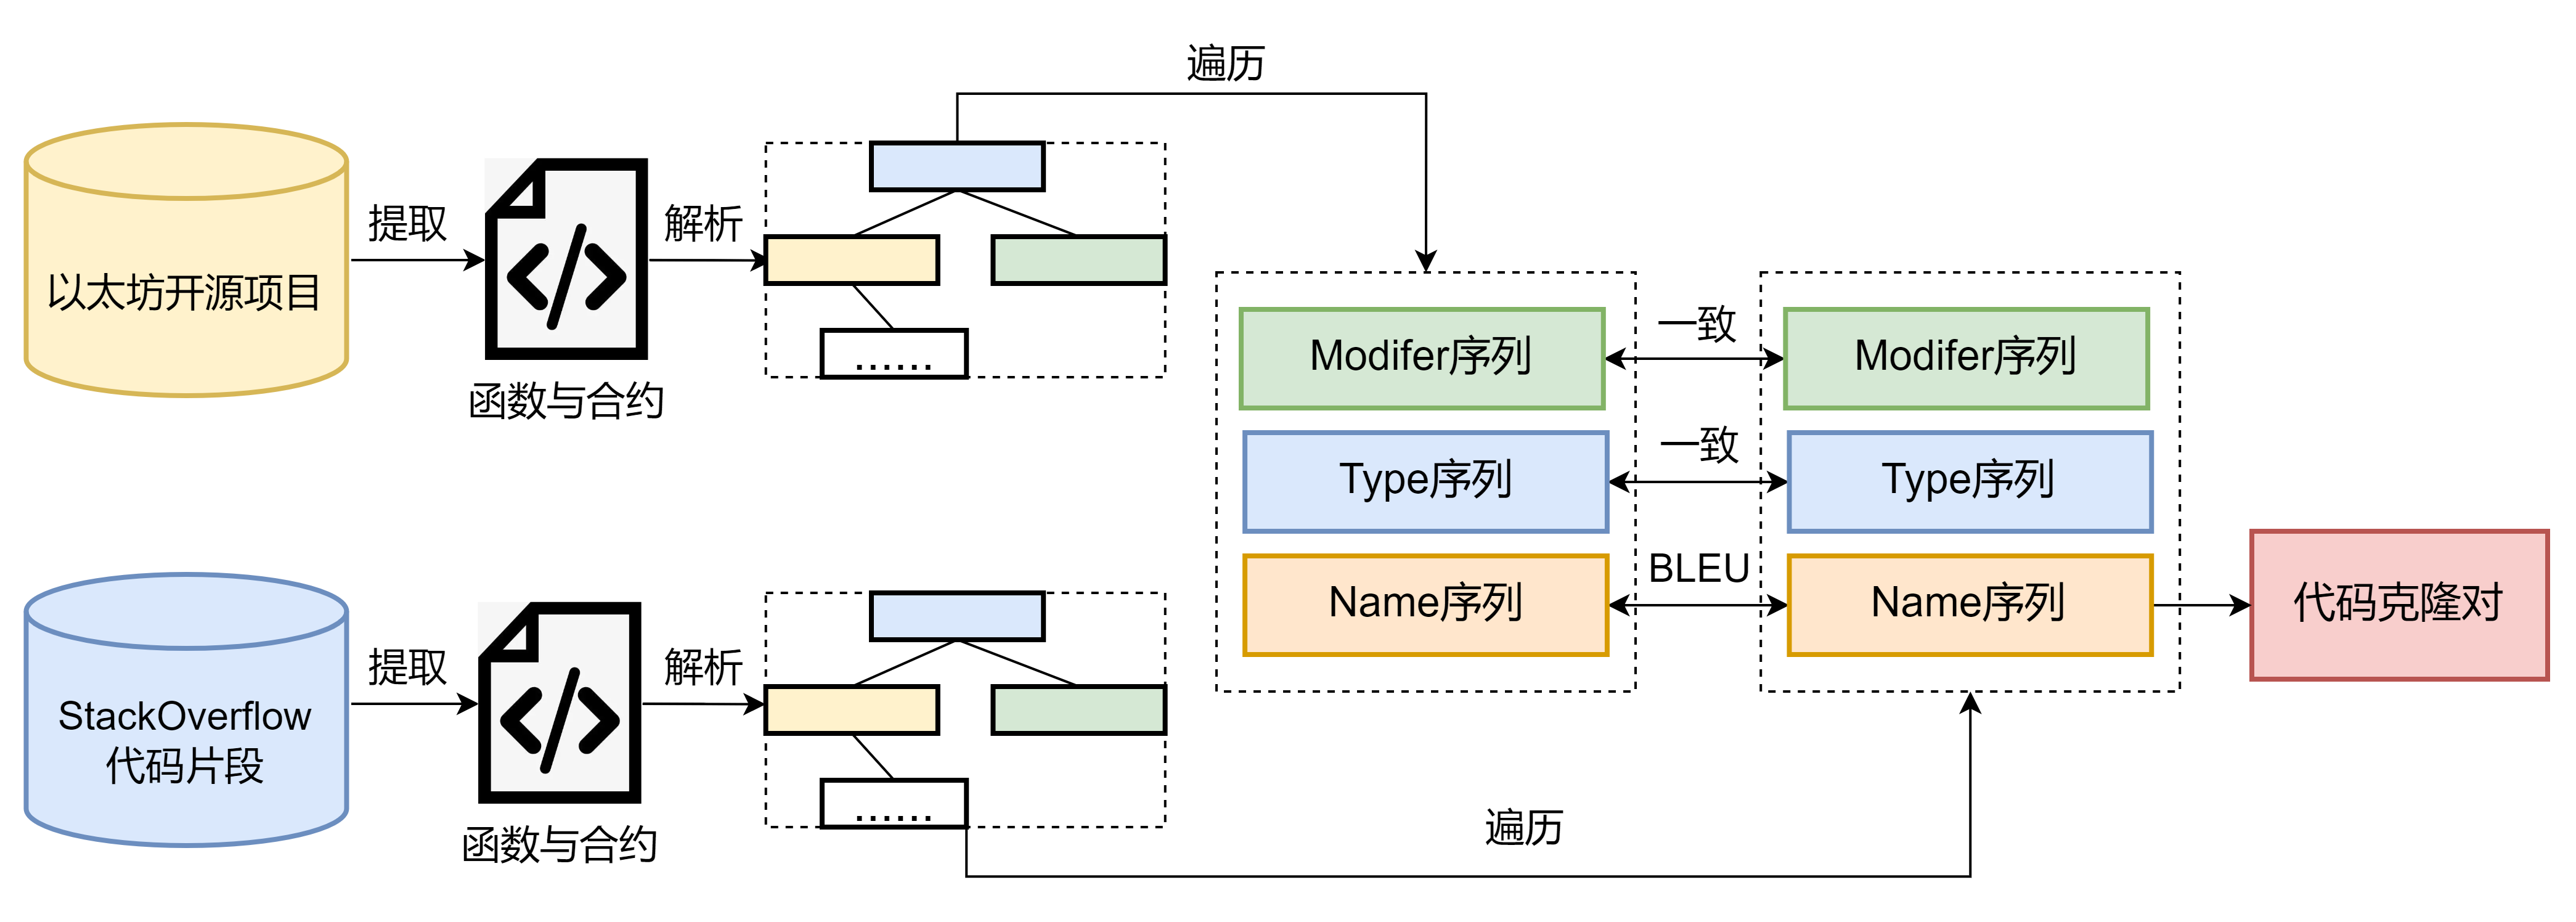 遍历
以太坊开源项目
提取
函数与合约
解析
......
Modifer序列
一致
Modifer序列
Type序列
一致
Type序列
Name序列
BLEU
Name序列
代码克隆对
StackOverflow
代码片段
提取
函数与合约
解析
......
遍历